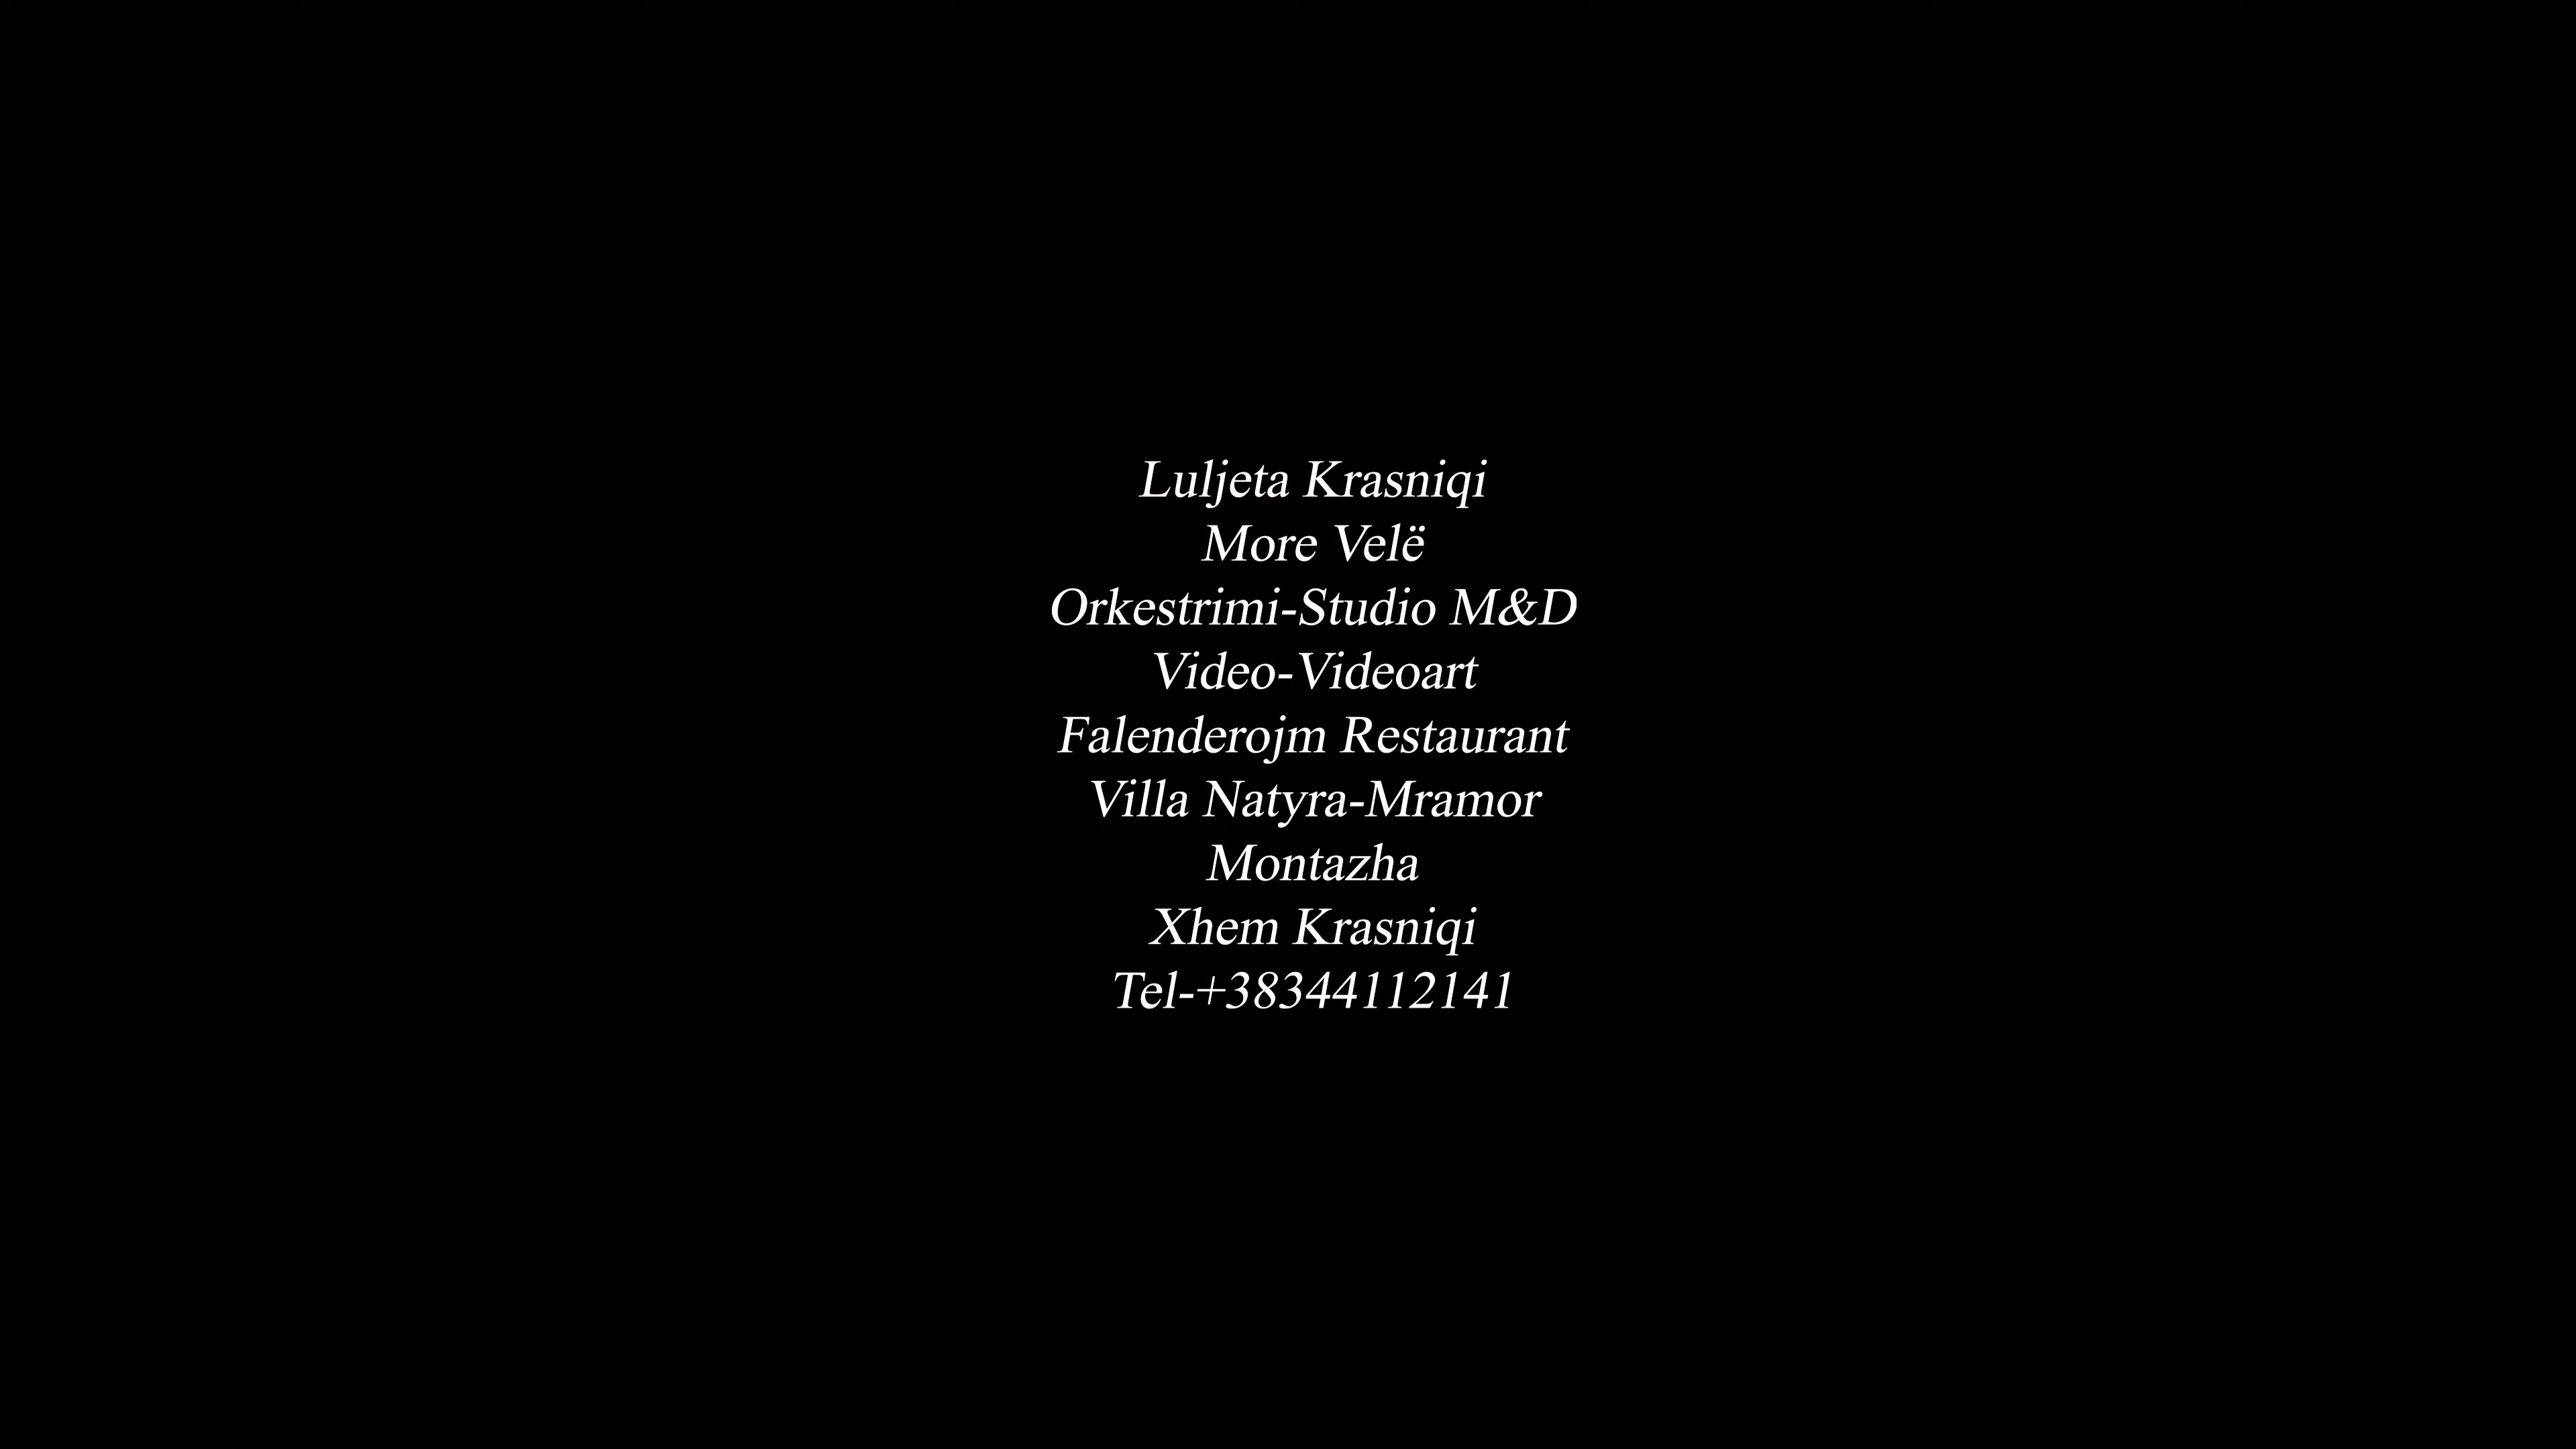 Luljeta Krasniqi
More Velë
Orkestrimi-Studio M&D
Video-Videoart
Falenderojm Restaurant
Villa Natyra-Mramor
Montazha
Xhem Krasniqi
Tel-+38344112141